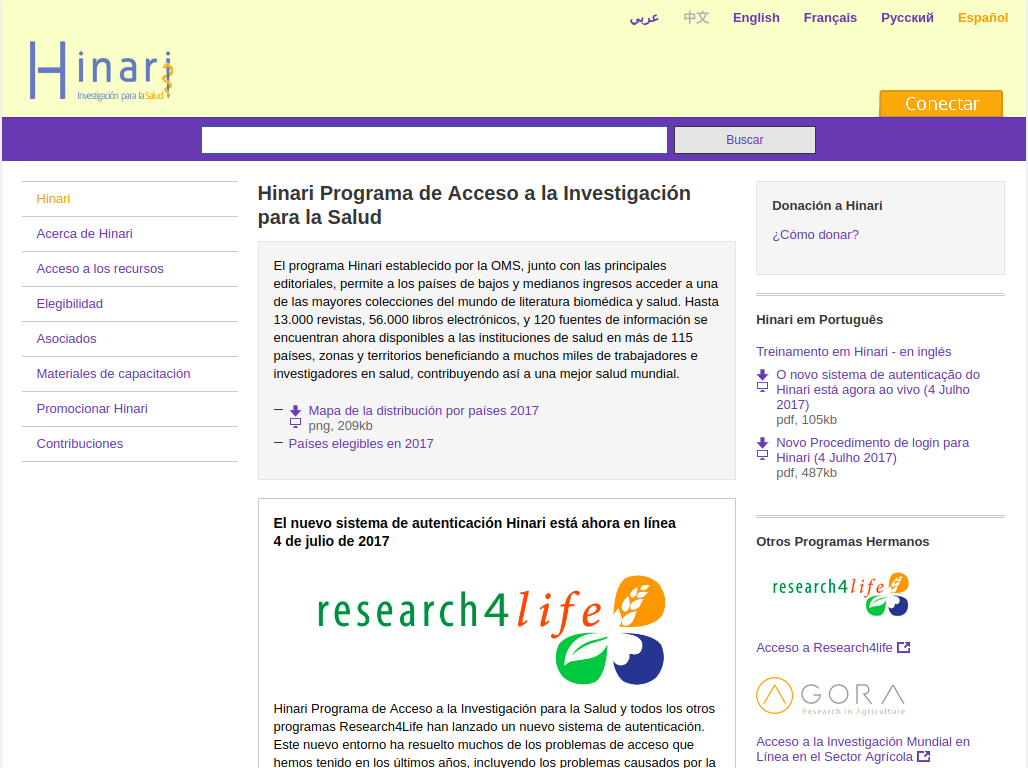 عربي 中文 English Français Русский Español
Hinari
Investigación para la Salud
Conectar
Buscar
Hinari
Acerca de Hinari
Acceso a los recursos
Elegibilidad
Asociados
Materiales de capacitación
Promocionar Hinari
Contribuciones
Hinari Programa de Acceso a la Investigación
para la Salud
El programa Hinari establecido por la OMS, junto con las principales
editoriales, permite a los países de bajos y medianos ingresos acceder a una
de las mayores colecciones del mundo de literatura biomédica y salud. Hasta
13.000 revistas, 56.000 libros electrónicos, y 120 fuentes de información se
encuentran ahora disponibles a las instituciones de salud en más de 115
países, zonas y territorios beneficiando a muchos miles de trabajadores e
investigadores en salud, contribuyendo así a una mejor salud mundial.
Mapa de la distribución por países 2017
png, 209kb
Países elegibles en 2017
El nuevo sistema de autenticación Hinari está ahora en línea
4 de julio de 2017
research4life
Hinari Programa de Acceso a la Investigación para la Salud y todos los otros
programas Research4Life han lanzado un nuevo sistema de autenticación.
Este nuevo entorno ha resuelto muchos de los problemas de acceso que
hemos tenido en los últimos años, incluyendo los problemas causados por la
Donación a Hinari
¿Cómo donar?
Hinari em Português
Treinamento em Hinari - en inglés
O novo sistema de autenticação do
Hinari está agora ao vivo (4 Julho
2017)
pdf, 105kb
Novo Procedimento de login para
Hinari (4 Julho 2017)
pdf, 487kb
Otros Programas Hermanos
research4life
Acceso a Research4life
AGORA
Research in Agriculture
Acceso a la Investigación Mundial en
Línea en el Sector Agrícola